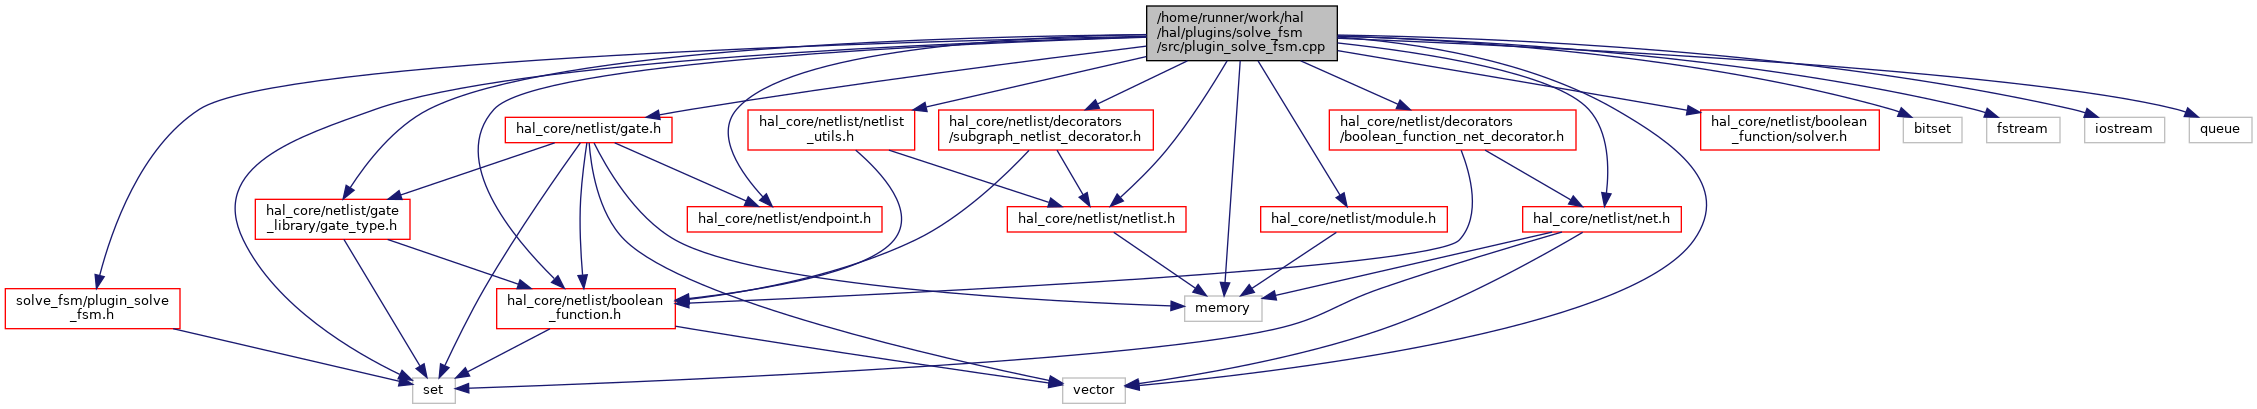 /home/runner/work/hal
/hal/plugins/solve_fsm
/src/plugin_solve_fsm.cpp
hal_core/netlist/gate.h
hal_core/netlist/netlist
_utils.h
hal_core/netlist/decorators
/subgraph_netlist_decorator.h
hal_core/netlist/decorators
/boolean_function_net_decorator.h
hal_core/netlist/boolean
_function/solver.h
bitset
fstream
iostream
queue
hal_core/netlist/gate
_library/gate_type.h
hal_core/netlist/endpoint.h
hal_core/netlist/netlist.h
hal_core/netlist/module.h
hal_core/netlist/net.h
solve_fsm/plugin_solve
_fsm.h
hal_core/netlist/boolean
_function.h
memory
set
vector